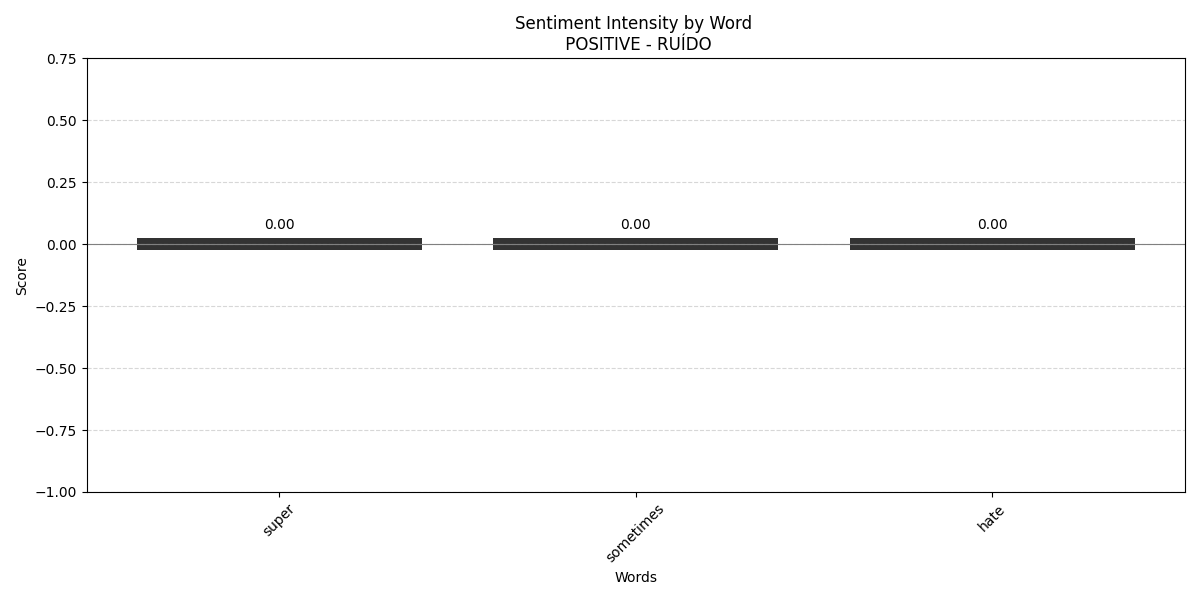 Sentiment Intensity by Word
POSITIVE - RUÍDO
0.75
0.50
0.25
0.00
−0.25
−0.50
−0.75
−1.00
Score
0.00
0.00
0.00
super
sometimes
hate
Words